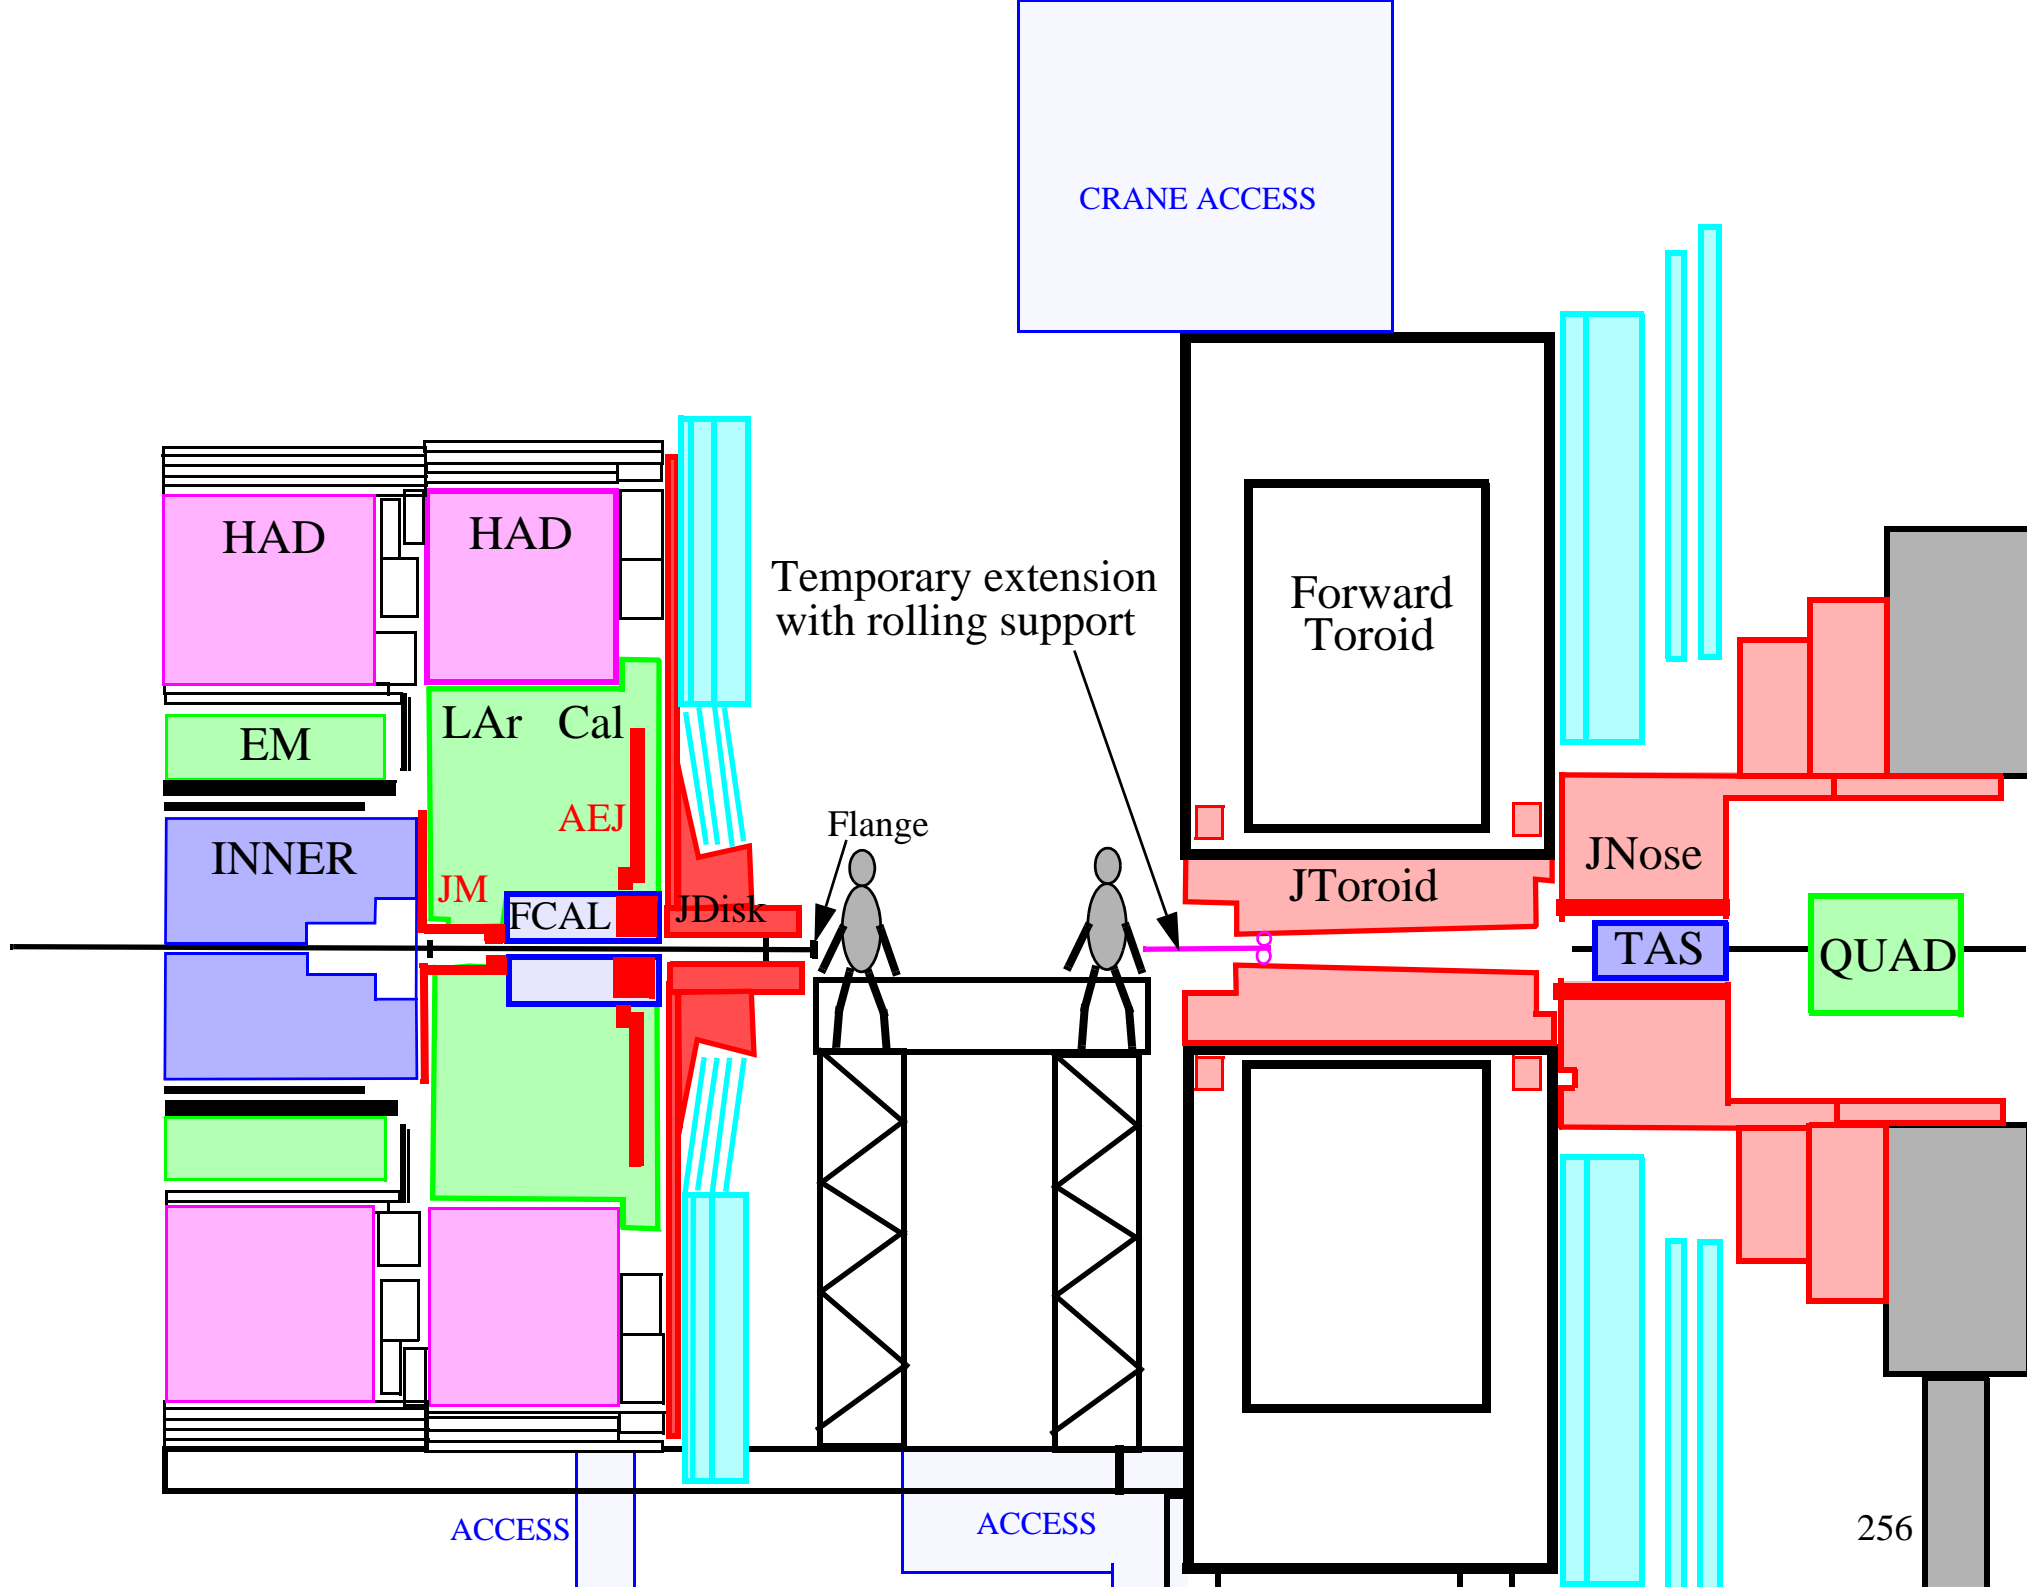 CRANE ACCESS
HAD
HAD
Temporary extension
with rolling support
Forward
Toroid
LAr Cal
EM
AEJ
Flange
INNER
JM
FCAL
JDisk
JToroid
JNose
TAS
QUAD
ACCESS
ACCESS
256